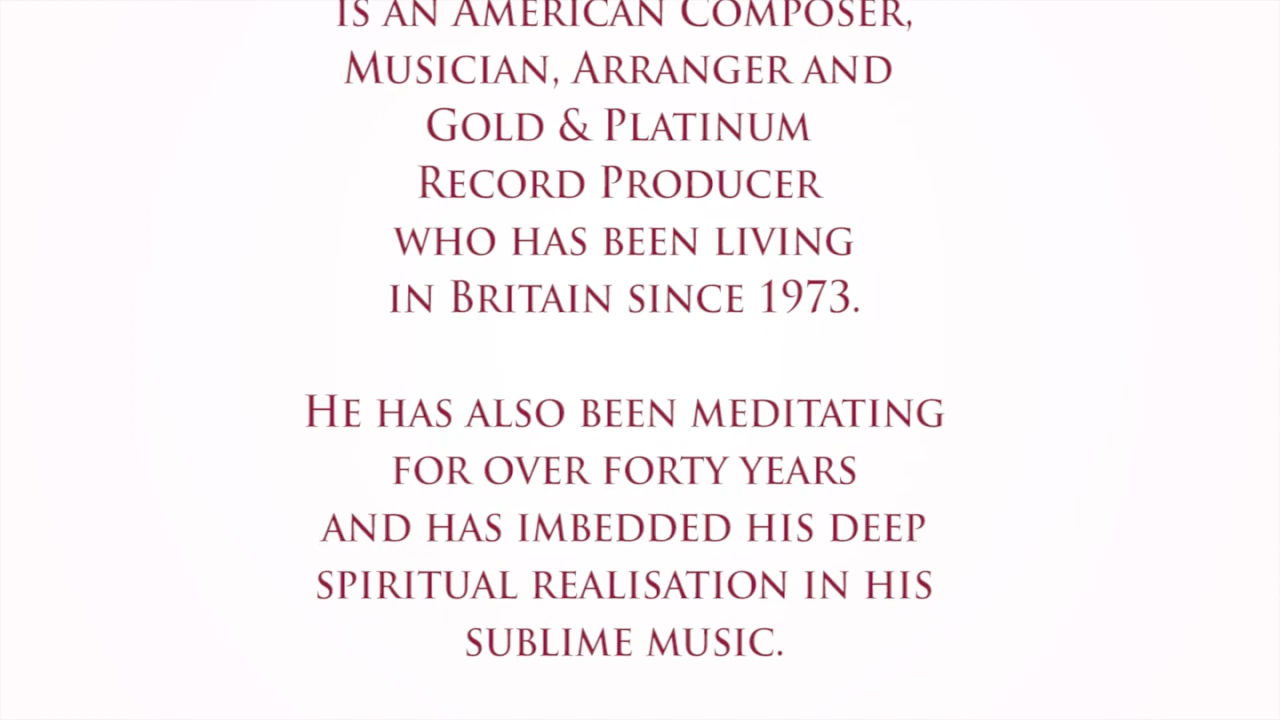 Is an American Composer,
Musician, Arranger and
Gold & Platinum
Record Producer
who has been living
in Britain since 1973.
He has also been meditating
for over forty years
and has imbedded his deep
spiritual realisation in his
sublime music.